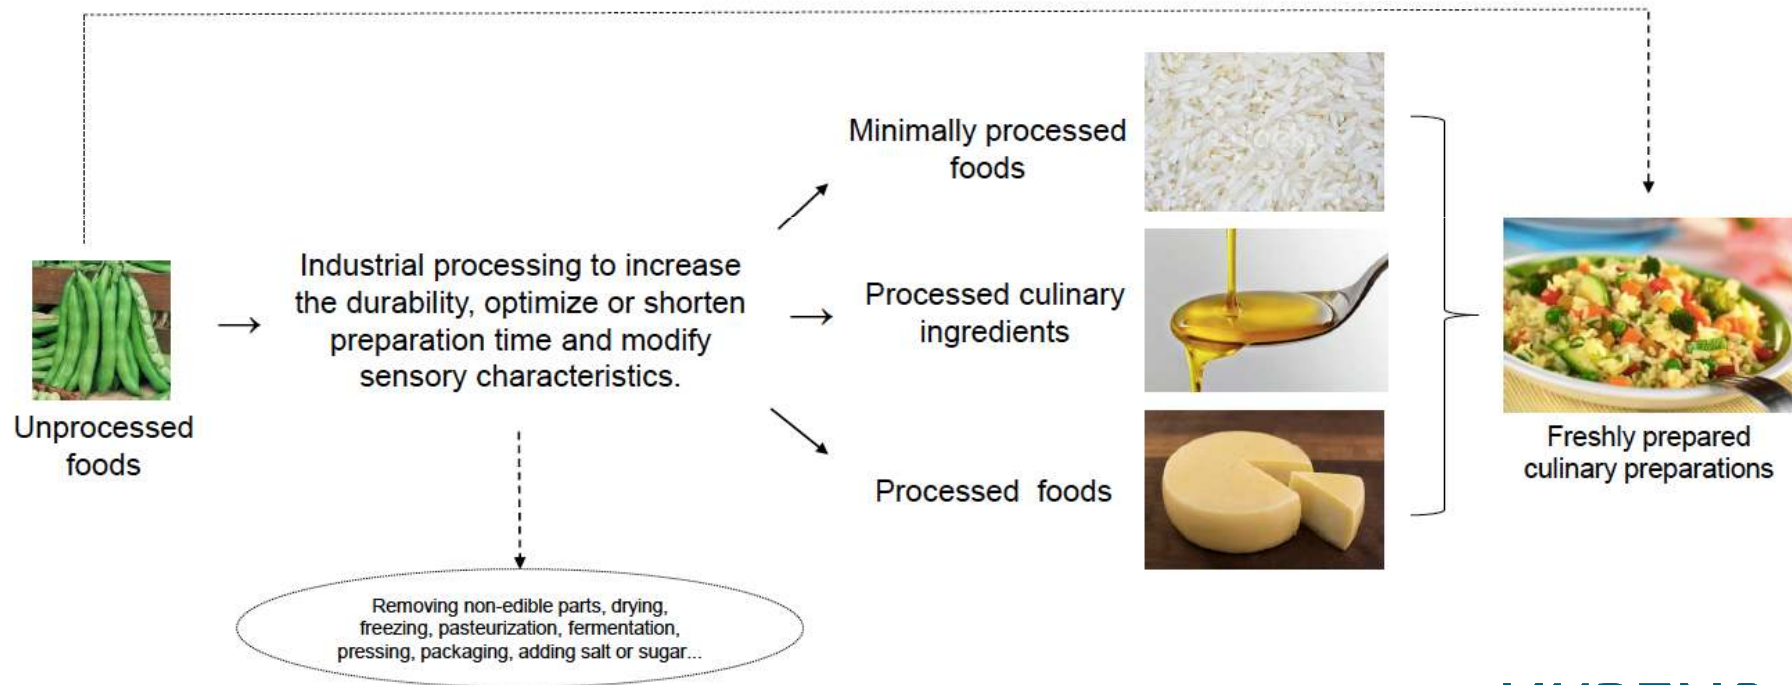 Minimally processed
foods
Industrial processing to increase
the durability, optimize or shorten
preparation time and modify
sensory characteristics.
Processed culinary
ingredients
Unprocessed
foods
Processed foods
Freshly prepared
culinary preparations
Removing non-edible parts, drying,
freezing, pasteurization, fermentation,
pressing, packaging, adding salt or sugar...